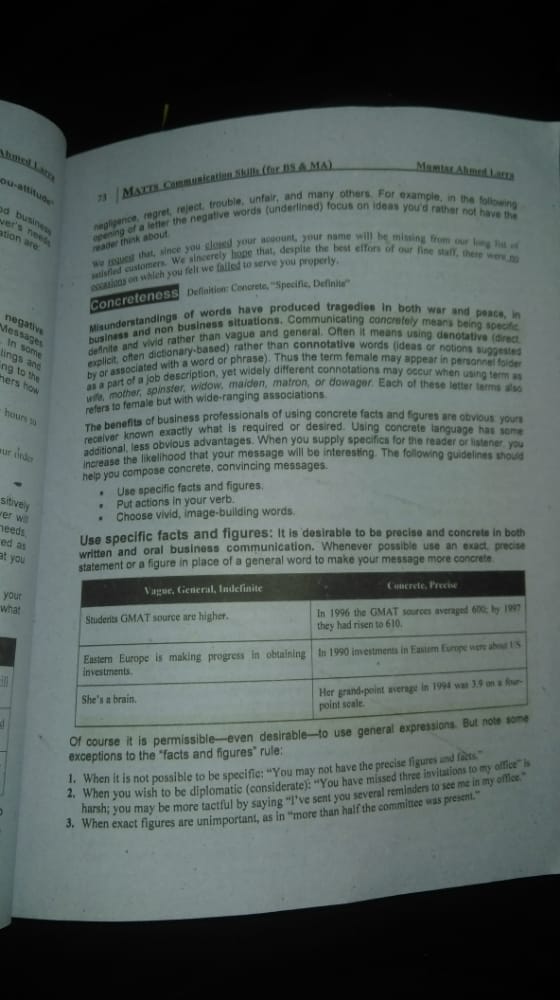 73 MATTS Communication Skills (for BS & MA) Mumtaz Ahmed Larra
negligence, regret, reject, trouble, unfair, and many others. For example, in the following
opening of a letter the negative words (underlined) focus on ideas you'd rather not have the
reader think about.
We request that, since you closed your account, your name will be missing from our long list of
satisfied customers. We sincerely hope that, despite the best effors of our fine staff, there were no
occasions on which you felt we failed to serve you properly.
Concreteness Definition: Concrete, "Specific, Definite"
Misunderstandings of words have produced tragedies in both war and peace, in
business and non business situations. Communicating concretely means being specific,
definite and vivid rather than vague and general. Often it means using denotative (direct,
explicit, often dictionary-based) rather than connotative words (ideas or notions suggested
by or associated with a word or phrase). Thus the term female may appear in personnel folder
as a part of a job description, yet widely different connotations may occur when using term as
wife, mother, spinster, widow, maiden, matron, or dowager. Each of these letter terms also
refers to female but with wide-ranging associations.
The benefits of business professionals of using concrete facts and figures are obvious yours
receiver known exactly what is required or desired. Using concrete language has some
additional, less obvious advantages. When you supply specifics for the reader or listener, you
increase the likelihood that your message will be interesting. The following guidelines should
help you compose concrete, convincing messages.
• Use specific facts and figures.
• Put actions in your verb.
• Choose vivid, image-building words.
Use specific facts and figures: It is desirable to be precise and concrete in both
written and oral business communication. Whenever possible use an exact, precise
statement or a figure in place of a general word to make your message more concrete.
Vague, General, Indefinite Concrete, Precise
Students GMAT source are higher. In 1996 the GMAT sources averaged 600; by 1997
they had risen to 610.
Eastern Europe is making progress in obtaining In 1990 investments in Eastern Europe were about US
investments.
She's a brain. Her grand-point average in 1994 was 3.9 on a four-
point scale.
Of course it is permissible—even desirable—to use general expressions. But note some
exceptions to the "facts and figures" rule:
1. When it is not possible to be specific: "You may not have the precise figures and facts."
2. When you wish to be diplomatic (considerate): "You have missed three invitations to my office" is
harsh; you may be more tactful by saying "I've sent you several reminders to see me in my office."
3. When exact figures are unimportant, as in "more than half the committee was present."